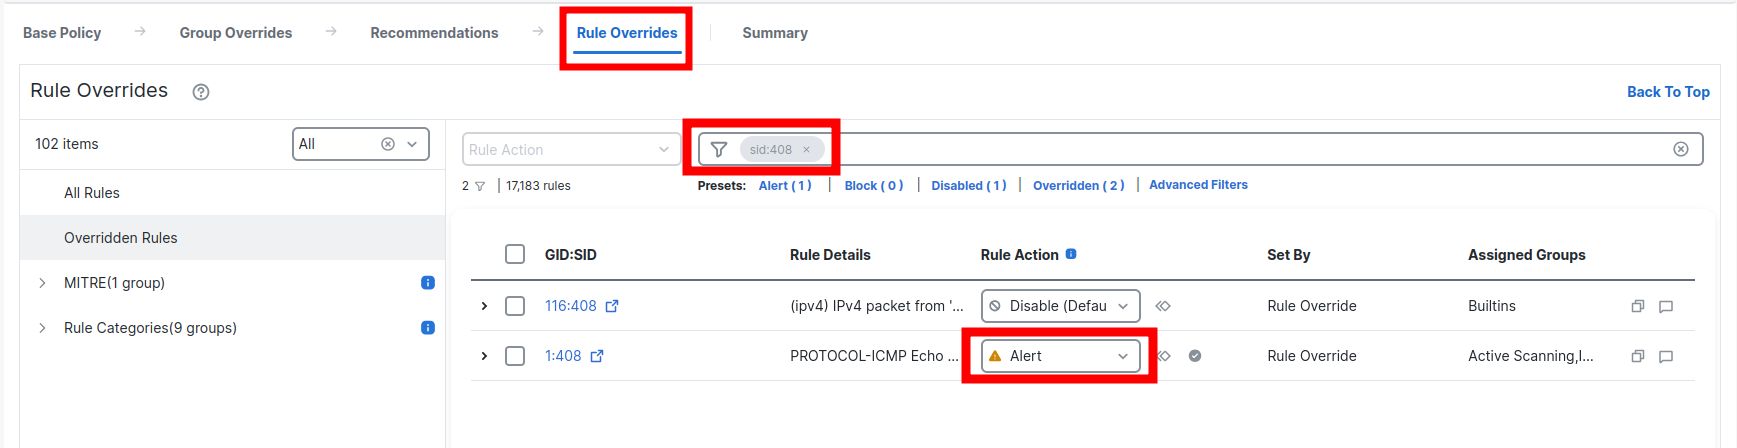 Base Policy → Group Overrides → Recommendations → Rule Overrides | Summary
Rule Overrides ? Back To Top
102 items All
Rule Action sid:408 ×
2 | 17,183 rules Presets: Alert ( 1 ) | Block ( 0 ) | Disabled ( 1 ) | Overridden ( 2 ) | Advanced Filters
All Rules
Overridden Rules
MITRE(1 group)
Rule Categories(9 groups)
GID:SID Rule Details Rule Action Set By Assigned Groups
116:408 (ipv4) IPv4 packet from '... Disable (Defau Rule Override Builtins
1:408 PROTOCOL-ICMP Echo ... Alert Rule Override Active Scanning,I...